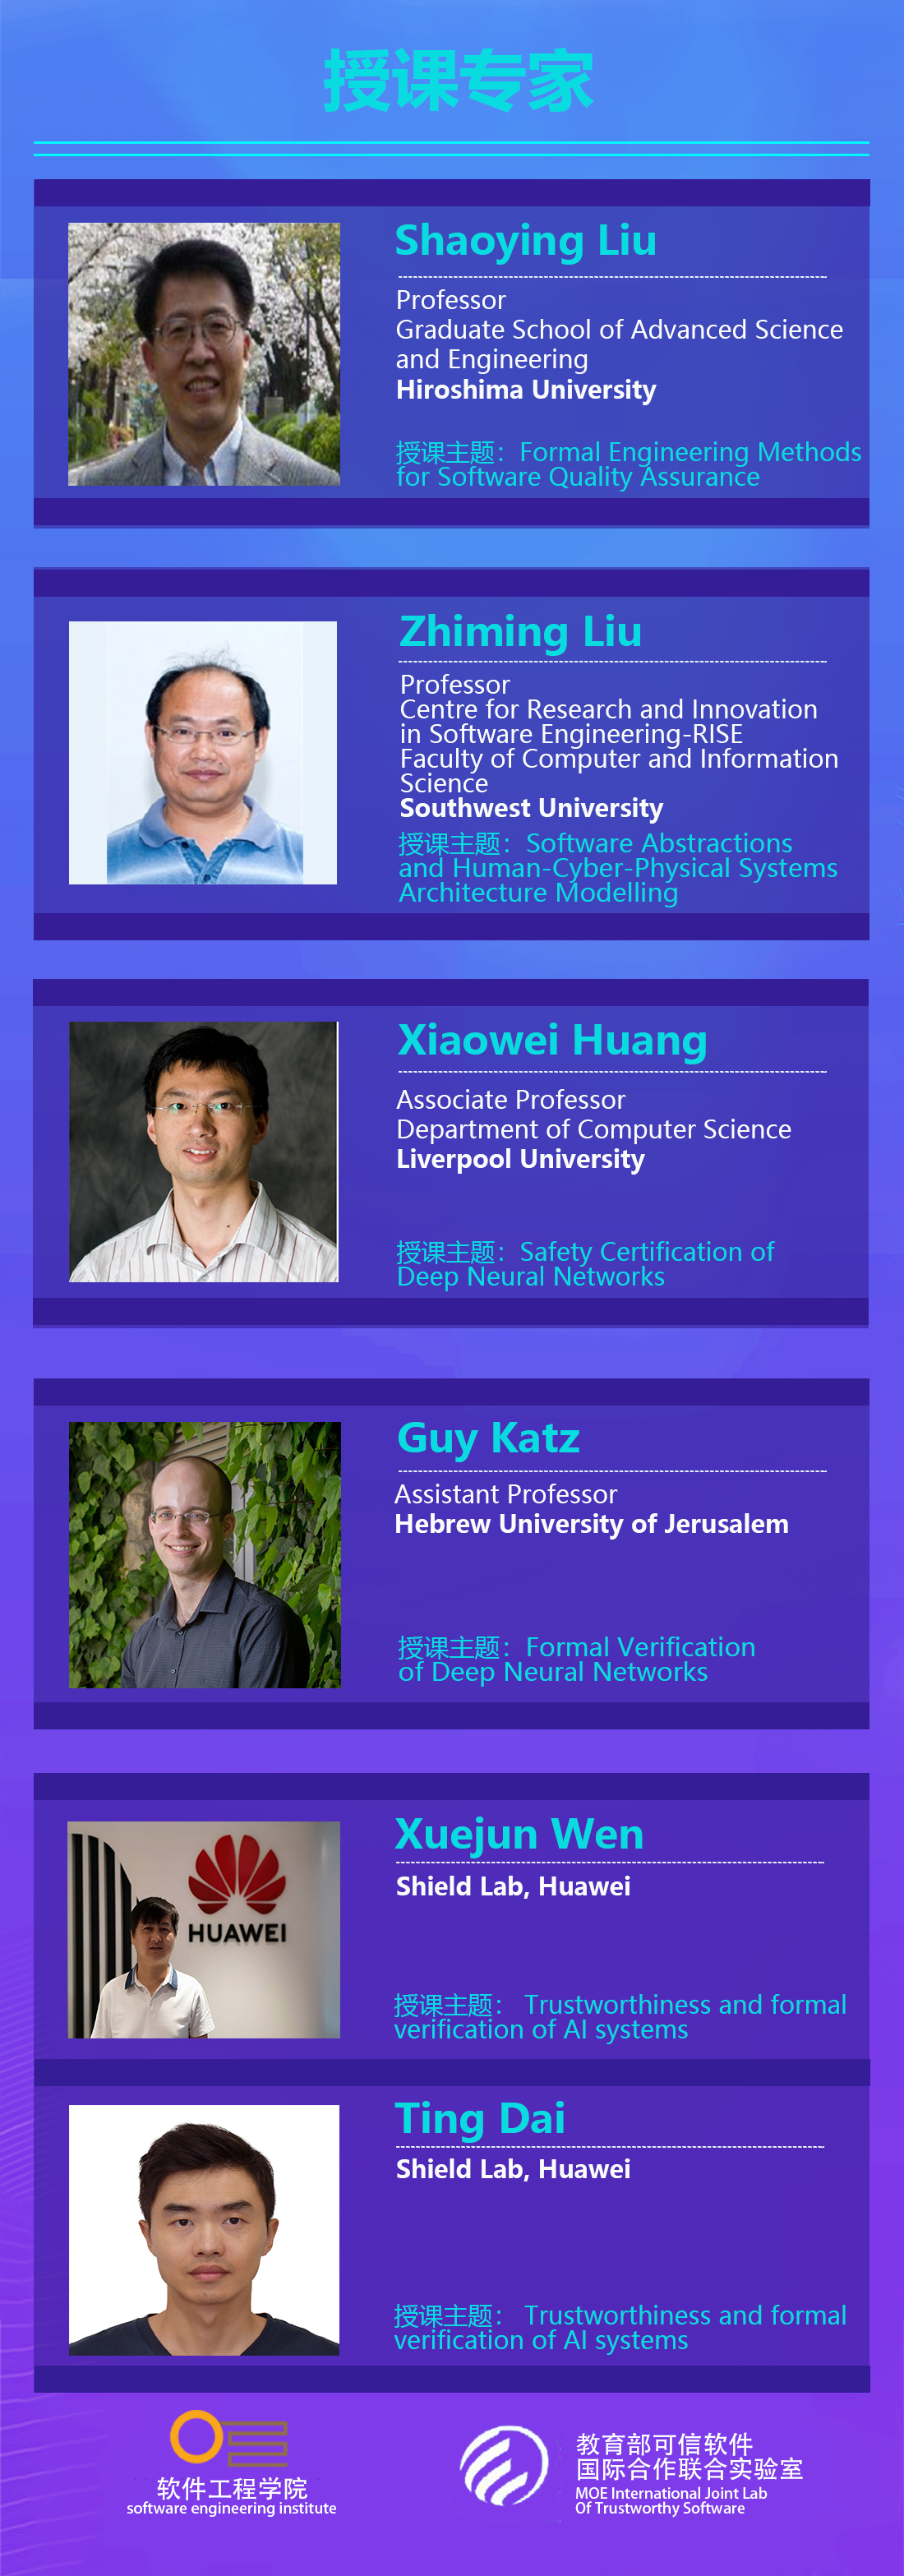 授课专家
Shaoying Liu
Professor
Graduate School of Advanced Science
and Engineering
Hiroshima University
授课主题：Formal Engineering Methods
for Software Quality Assurance
Zhiming Liu
Professor
Centre for Research and Innovation
in Software Engineering-RISE
Faculty of Computer and Information
Science
Southwest University
授课主题：Software Abstractions
and Human-Cyber-Physical Systems
Architecture Modelling
Xiaowei Huang
Associate Professor
Department of Computer Science
Liverpool University
授课主题：Safety Certification of
Deep Neural Networks
Guy Katz
Assistant Professor
Hebrew University of Jerusalem
授课主题：Formal Verification
of Deep Neural Networks
HUAWEI
Xuejun Wen
Shield Lab, Huawei
授课主题： Trustworthiness and formal
verification of AI systems
Ting Dai
Shield Lab, Huawei
授课主题： Trustworthiness and formal
verification of AI systems
软件工程学院
software engineering institute
教育部可信软件
国际合作联合实验室
MOE International Joint Lab
Of Trustworthy Software